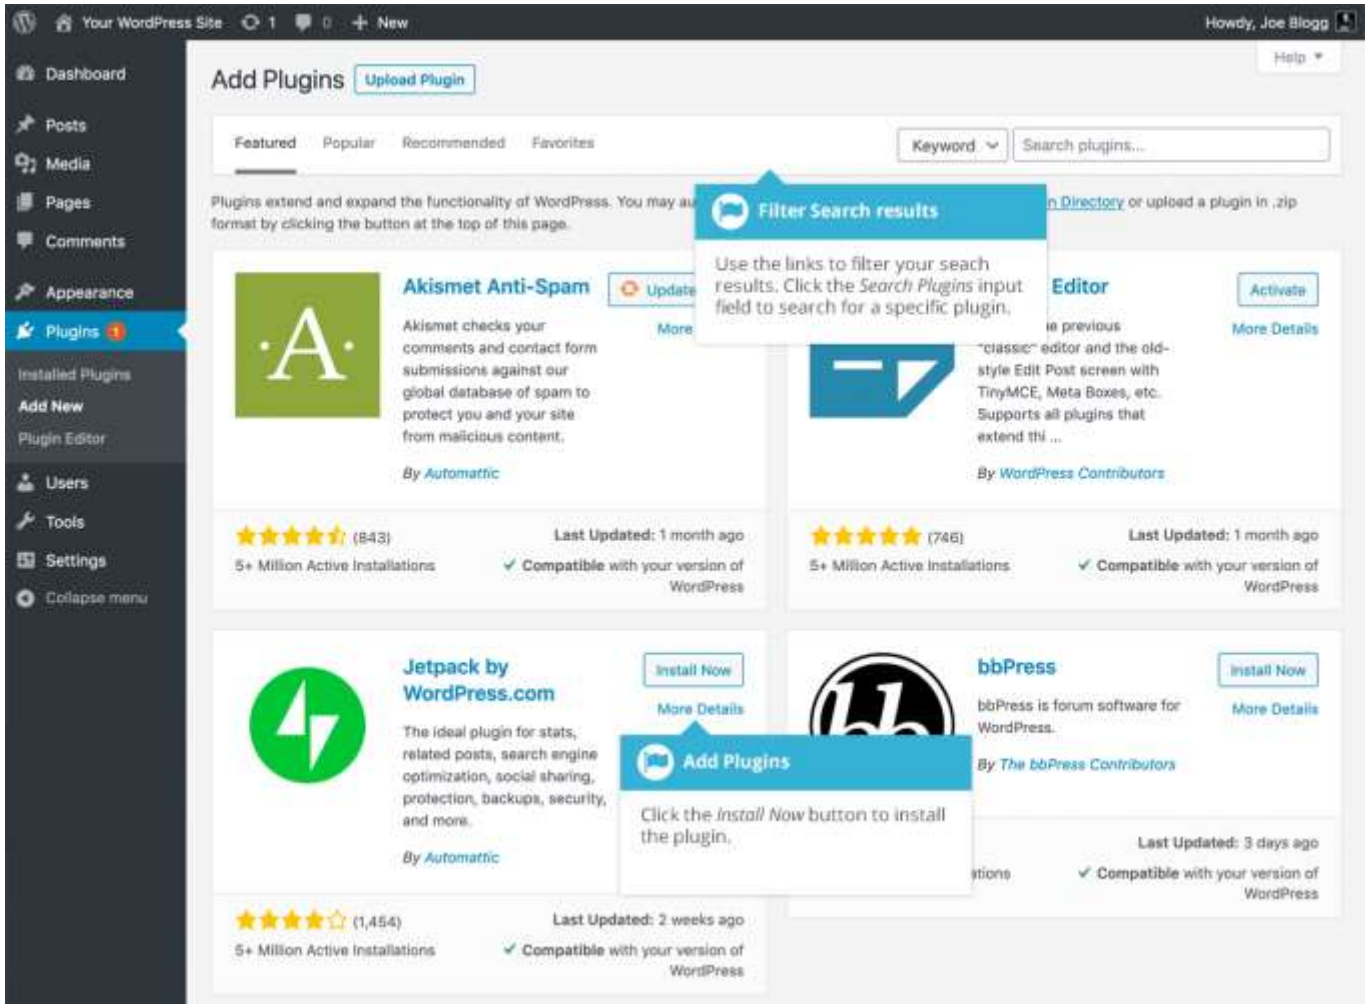 Your WordPress Site 1 0 + New
Howdy, Joe Blogg
Dashboard
Posts
Media
Pages
Comments
Appearance
Plugins 1
Installed Plugins
Add New
Plugin Editor
Users
Tools
Settings
Collapse menu
Help
Add Plugins
Upload Plugin
Featured Popular Recommended Favorites
Keyword
Search plugins...
Plugins extend and expand the functionality of WordPress. You may au
n Directory or upload a plugin in .zip
format by clicking the button at the top of this page.
Filter Search results
Use the links to filter your seach
results. Click the Search Plugins input
field to search for a specific plugin.
A
Akismet Anti-Spam
Update
More
Akismet checks your
comments and contact form
submissions against our
global database of spam to
protect you and your site
from malicious content.
By Automattic
(843)
5+ Million Active Installations
Last Updated: 1 month ago
Compatible with your version of
WordPress
Editor
Activate
More Details
previous
"classic" editor and the old-
style Edit Post screen with
TinyMCE, Meta Boxes, etc.
Supports all plugins that
extend thi ...
By WordPress Contributors
(746)
5+ Million Active Installations
Last Updated: 1 month ago
Compatible with your version of
WordPress
Jetpack by
WordPress.com
Install Now
More Details
The ideal plugin for stats,
related posts, search engine
optimization, social sharing,
protection, backups, security,
and more.
By Automattic
(1,454)
5+ Million Active Installations
Last Updated: 2 weeks ago
Compatible with your version of
WordPress
Add Plugins
Click the Install Now button to install
the plugin.
bb
bbPress
Install Now
More Details
bbPress is forum software for
WordPress.
By The bbPress Contributors
ations
Last Updated: 3 days ago
Compatible with your version of
WordPress